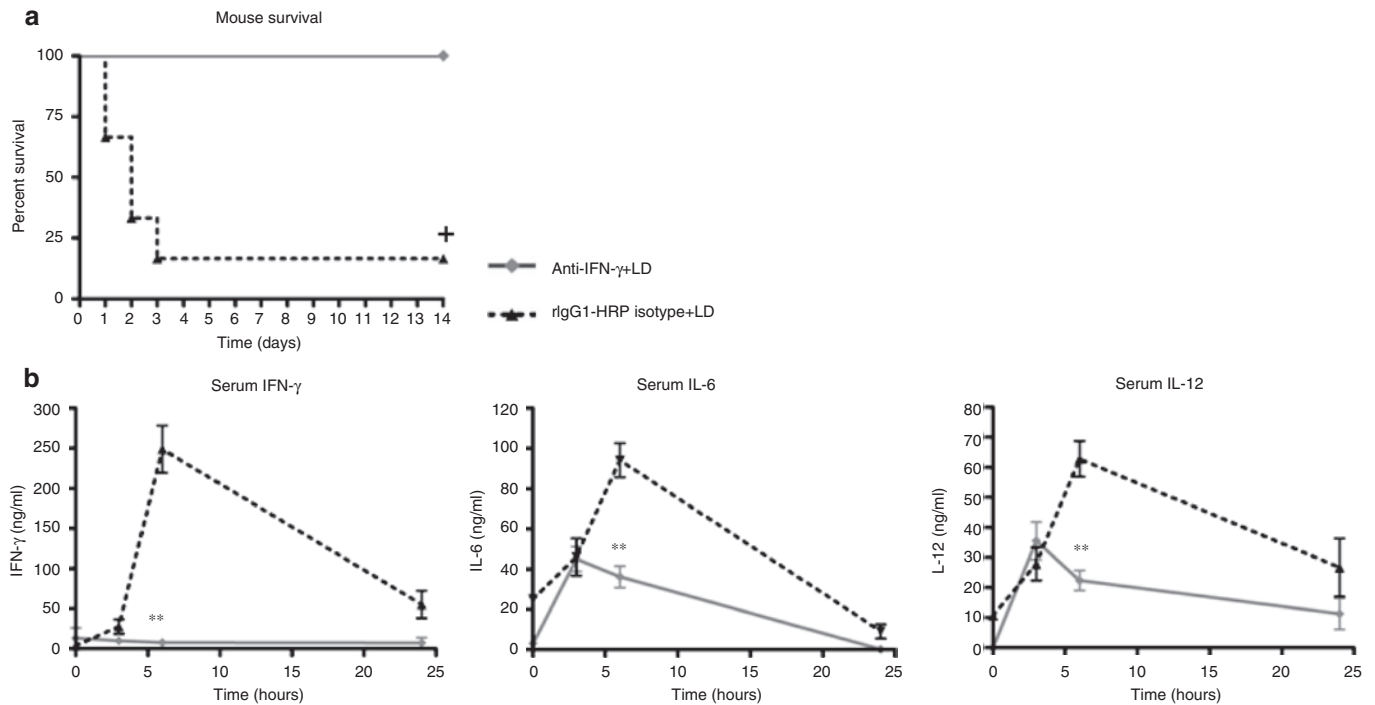 a
Mouse survival
Percent survival
100
75
50
25
0
0 1 2 3 4 5 6 7 8 9 10 11 12 13 14
Time (days)
+
Anti-IFN-γ+LD
rIgG1-HRP isotype+LD
b
Serum IFN-γ
IFN-γ (ng/ml)
300
250
200
150
100
50
0
**
0 5 10 15 20 25
Time (hours)
Serum IL-6
IL-6 (ng/ml)
120
100
80
60
40
20
0
**
0 5 10 15 20 25
Time (hours)
Serum IL-12
L-12 (ng/ml)
80
70
60
50
40
30
20
10
0
**
0 5 10 15 20 25
Time (hours)